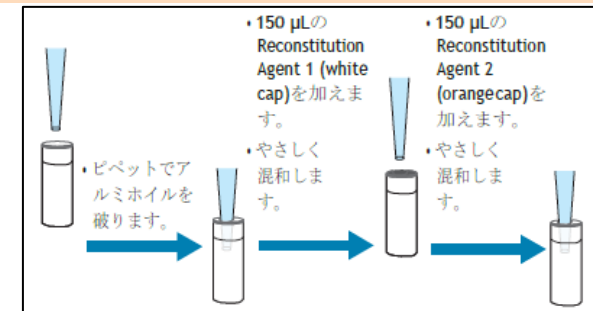 ・ピペットでア
ルミホイルを
破ります。
・150 µLの
Reconstitution
Agent 1 (white
cap)を加えま
す。
・やさしく
混和しま
す。
・150 µLの
Reconstitution
Agent 2
(orangecap)を
加えます。
・やさしく
混和しま
す。